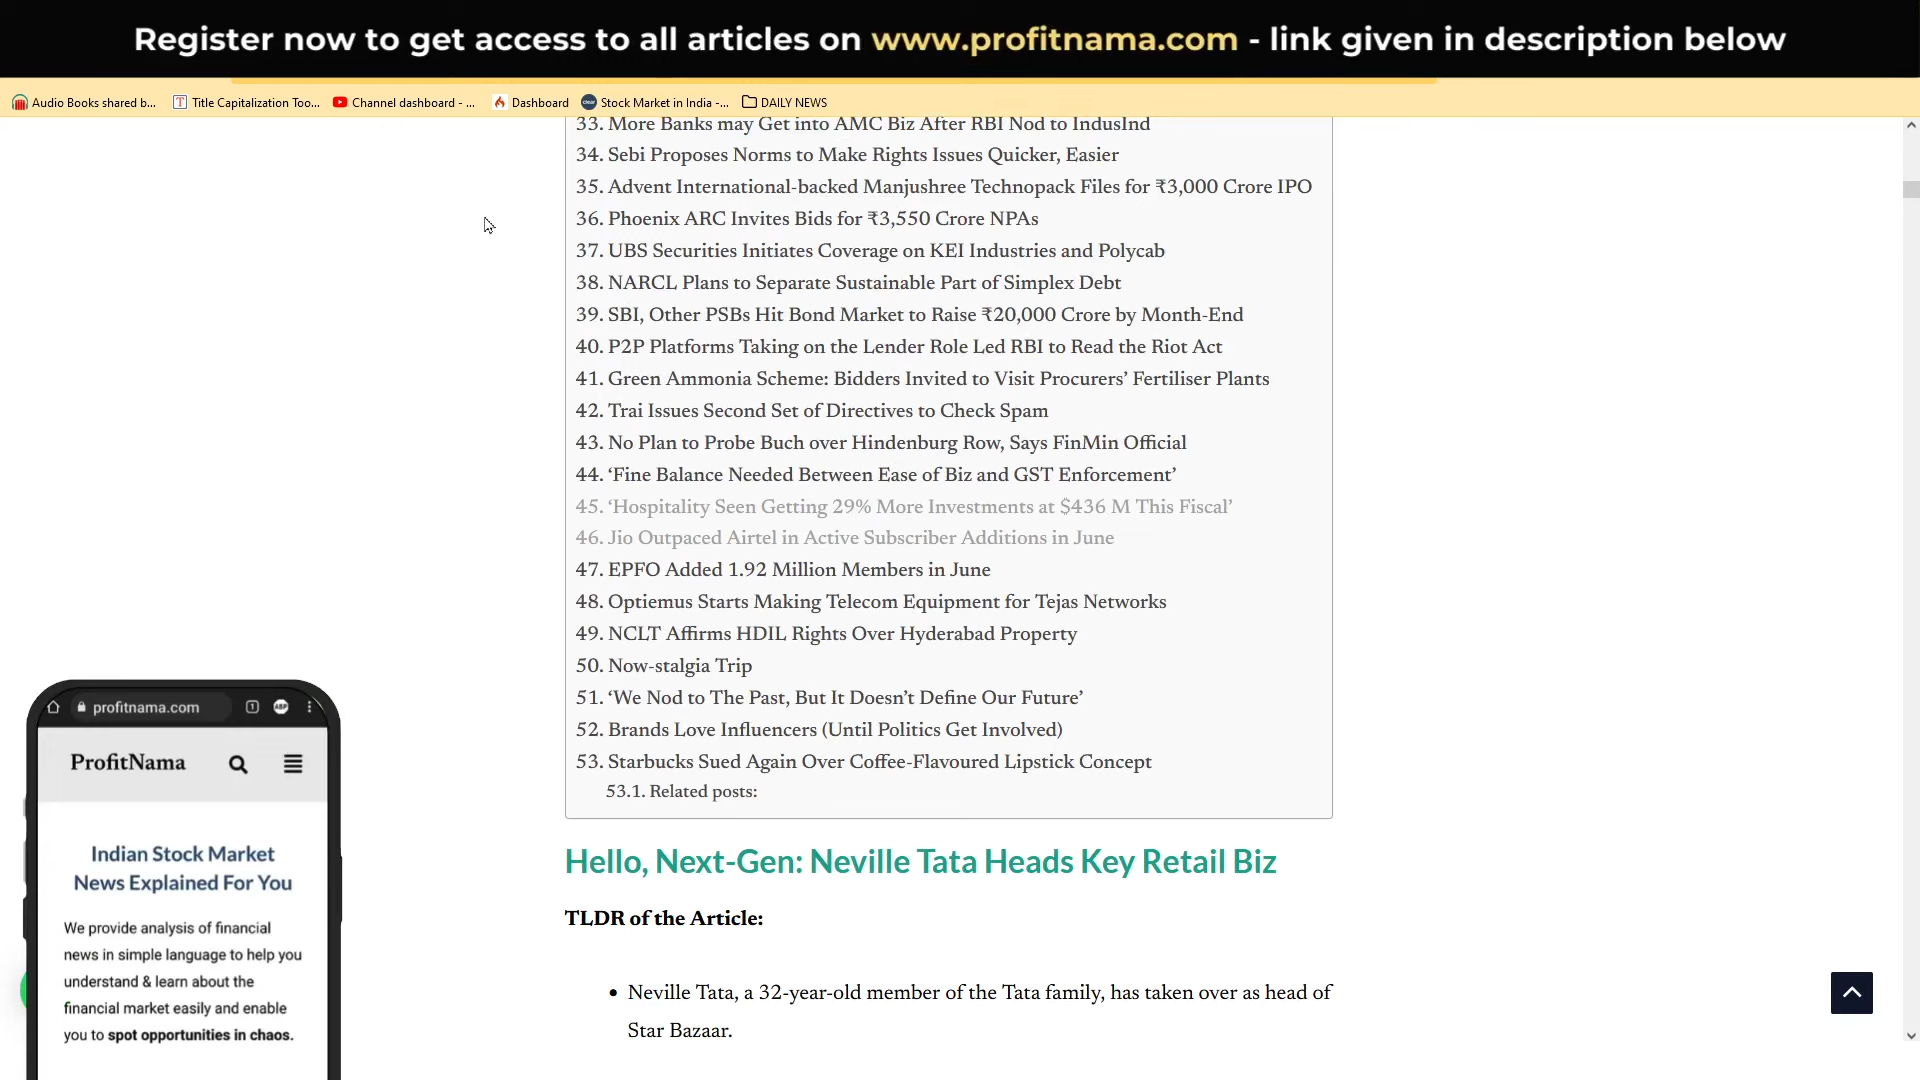 Register now to get access to all articles on www.profitnama.com - link given in description below
Audio Books shared b... Title Capitalization Too... Channel dashboard - ... Dashboard Stock Market in India -... DAILY NEWS
33. More Banks may Get into AMC Biz After RBI Nod to IndusInd
34. Sebi Proposes Norms to Make Rights Issues Quicker, Easier
35. Advent International-backed Manjushree Technopack Files for ₹3,000 Crore IPO
36. Phoenix ARC Invites Bids for ₹3,550 Crore NPAs
37. UBS Securities Initiates Coverage on KEI Industries and Polycab
38. NARCL Plans to Separate Sustainable Part of Simplex Debt
39. SBI, Other PSBs Hit Bond Market to Raise ₹20,000 Crore by Month-End
40. P2P Platforms Taking on the Lender Role Led RBI to Read the Riot Act
41. Green Ammonia Scheme: Bidders Invited to Visit Procurers’ Fertiliser Plants
42. Trai Issues Second Set of Directives to Check Spam
43. No Plan to Probe Buch over Hindenburg Row, Says FinMin Official
44. ‘Fine Balance Needed Between Ease of Biz and GST Enforcement’
45. ‘Hospitality Seen Getting 29% More Investments at $436 M This Fiscal’
46. Jio Outpaced Airtel in Active Subscriber Additions in June
47. EPFO Added 1.92 Million Members in June
48. Optiemus Starts Making Telecom Equipment for Tejas Networks
49. NCLT Affirms HDIL Rights Over Hyderabad Property
50. Now-stalgia Trip
51. ‘We Nod to The Past, But It Doesn’t Define Our Future’
52. Brands Love Influencers (Until Politics Get Involved)
53. Starbucks Sued Again Over Coffee-Flavoured Lipstick Concept
53.1. Related posts:
Hello, Next-Gen: Neville Tata Heads Key Retail Biz
TLDR of the Article:
• Neville Tata, a 32-year-old member of the Tata family, has taken over as head of
Star Bazaar.
profitnama.com 1 ABP
ProfitNama
Indian Stock Market
News Explained For You
We provide analysis of financial
news in simple language to help you
understand & learn about the
financial market easily and enable
you to spot opportunities in chaos.